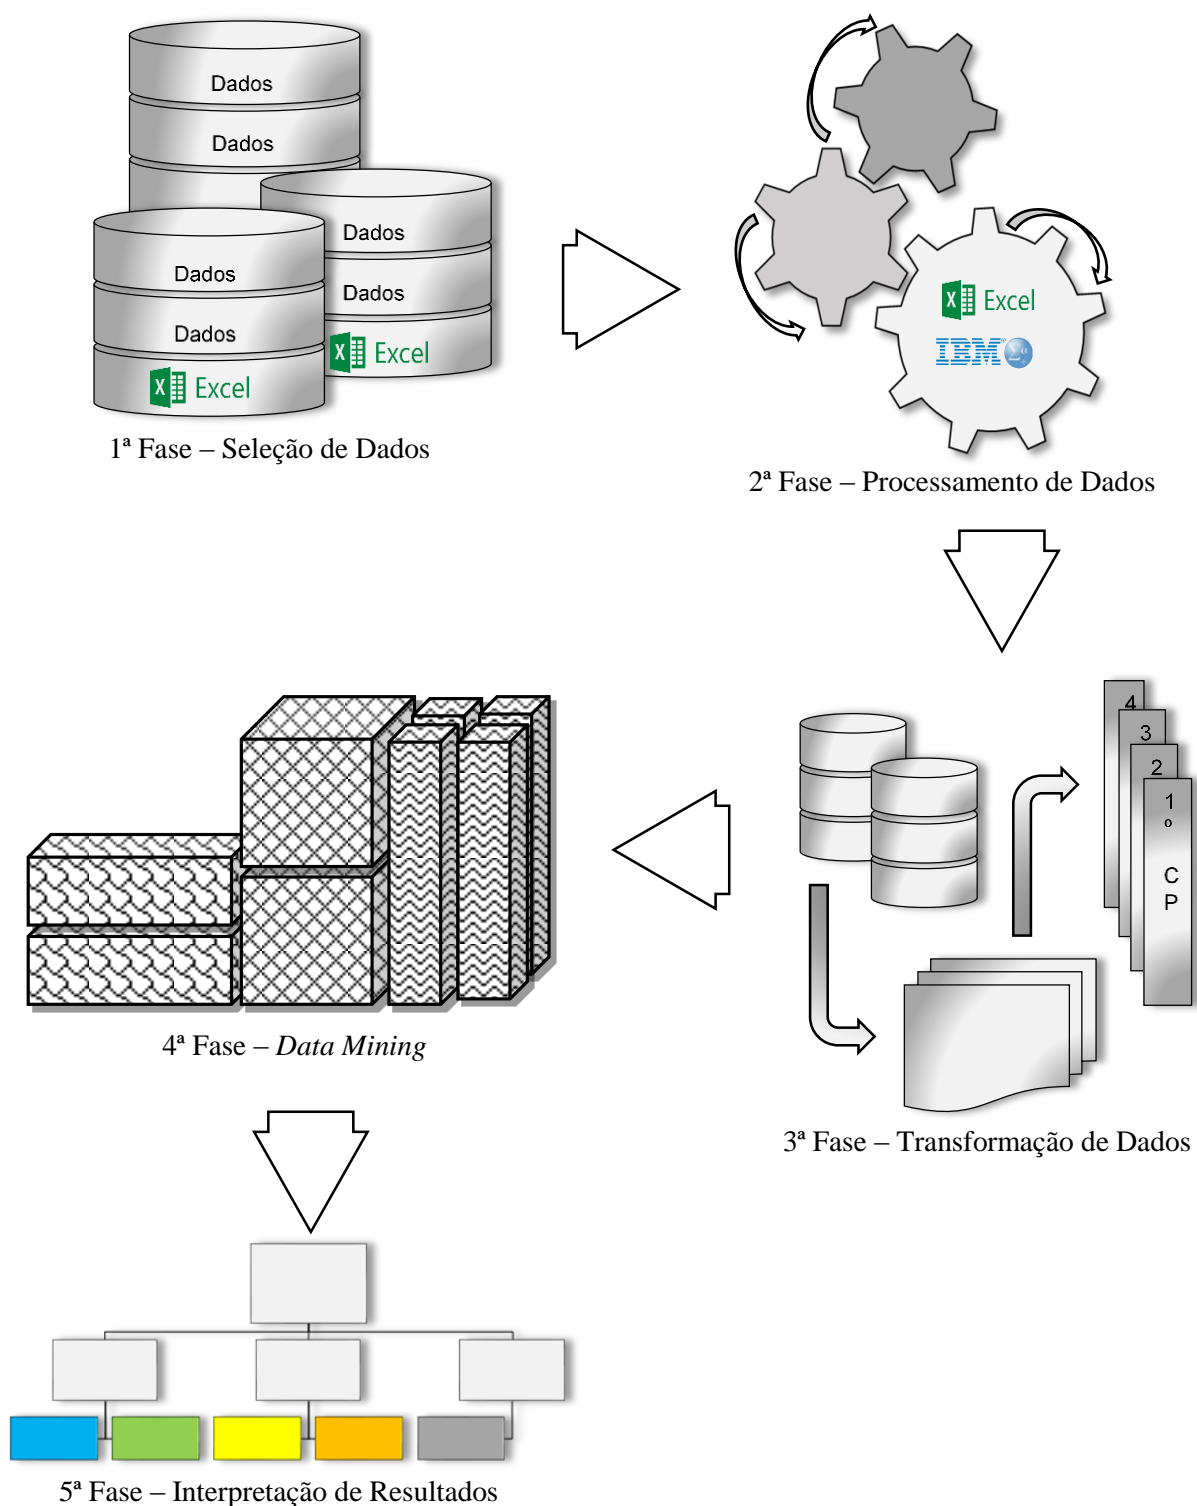 Dados
Dados
Dados
Dados
Dados
Dados
X Excel
X Excel
1ª Fase – Seleção de Dados
X Excel
IBM® Σα
2ª Fase – Processamento de Dados
4
3
2
1
º
C
P
4ª Fase – Data Mining
3ª Fase – Transformação de Dados
5ª Fase – Interpretação de Resultados